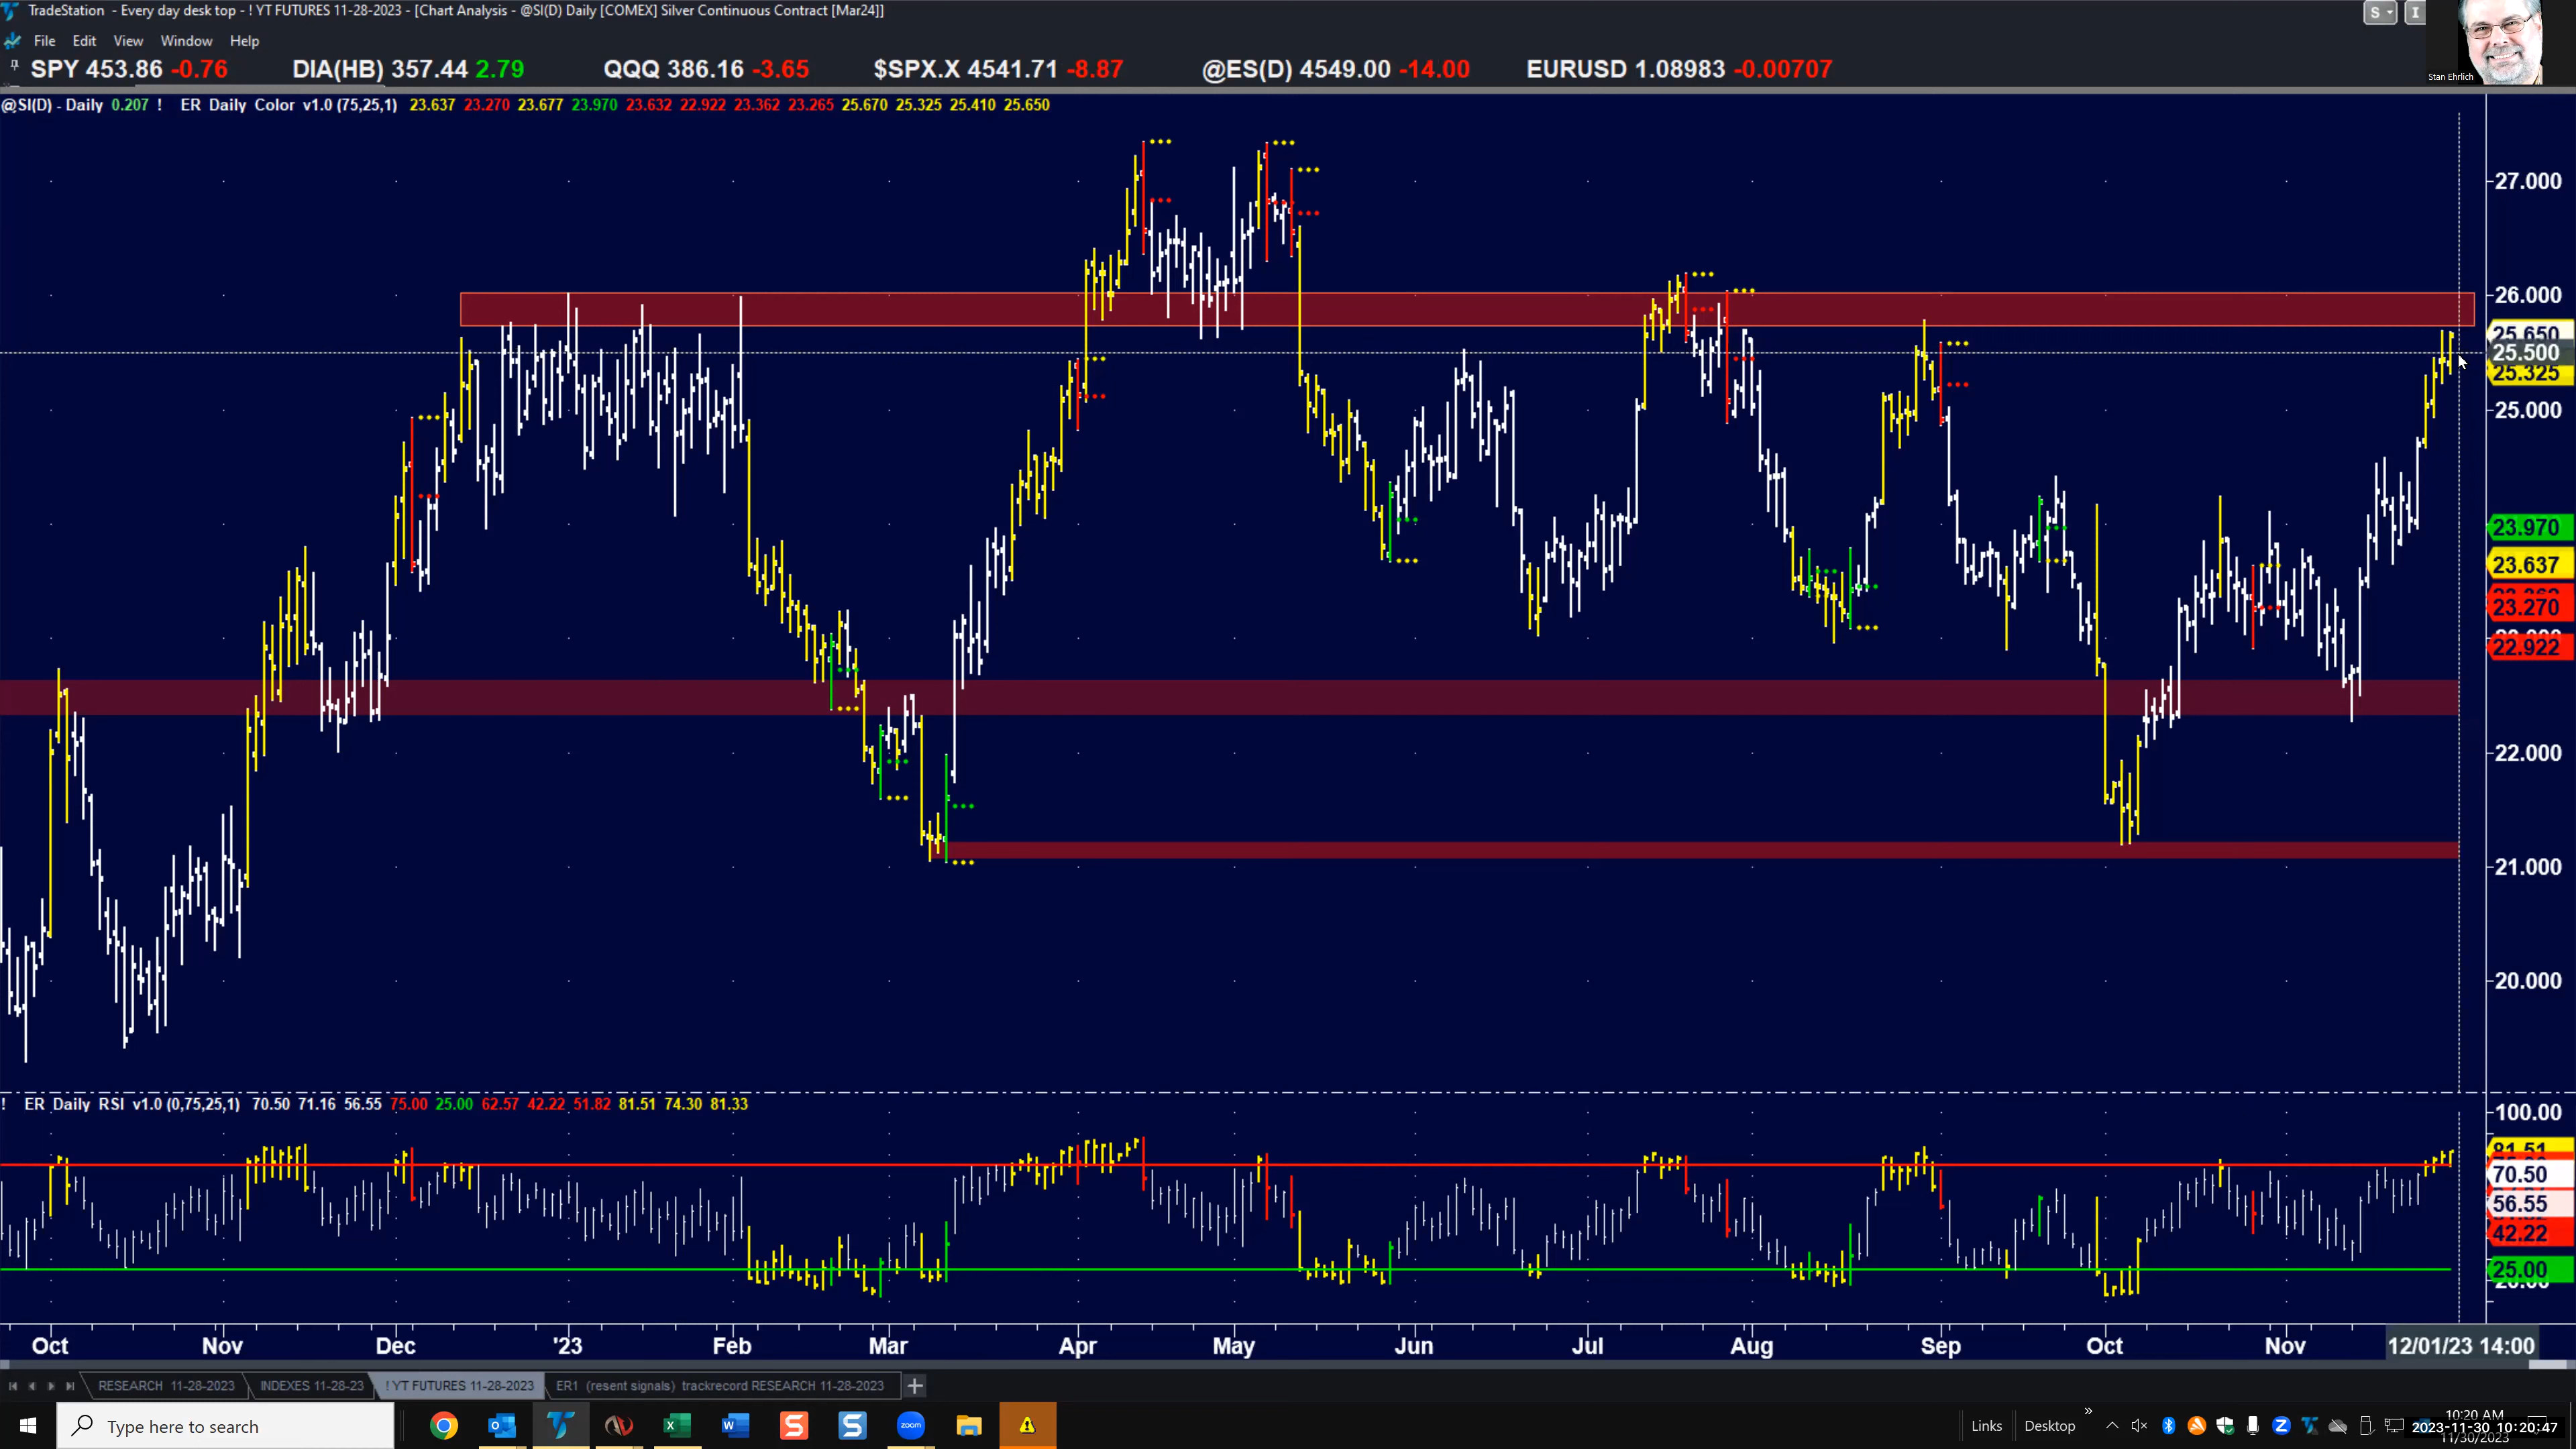 TradeStation - Every day desk top - ! YT FUTURES 11-28-2023 - [Chart Analysis - @SI(D) Daily [COMEX] Silver Continuous Contract [Mar24]]
S
I
File Edit View Window Help
Stan Ehrlich
SPY 453.86 -0.76 DIA(HB) 357.44 2.79 QQQ 386.16 -3.65 $SPX.X 4541.71 -8.87 @ES(D) 4549.00 -14.00 EURUSD 1.08983 -0.00707
@SI(D) - Daily 0.207 ! ER Daily Color v1.0 (75,25,1) 23.637 23.270 23.677 23.970 23.632 22.922 23.362 23.265 25.670 25.325 25.410 25.650
27.000
26.000
25.650
25.500
25.325
25.000
23.970
23.637
23.270
22.922
22.000
21.000
20.000
! ER Daily RSI v1.0 (0,75,25,1) 70.50 71.16 56.55 75.00 25.00 62.57 42.22 51.82 81.51 74.30 81.33
100.00
81.51
70.50
56.55
42.22
25.00
Oct Nov Dec '23 Feb Mar Apr May Jun Jul Aug Sep Oct Nov 12/01/23 14:00
RESEARCH 11-28-2023 INDEXES 11-28-23 ! YT FUTURES 11-28-2023 ER1 (resent signals) trackrecord RESEARCH 11-28-2023 +
Type here to search
zoom
Links Desktop »
10:20 AM
2023-11-30 10:20:47
11/30/2023